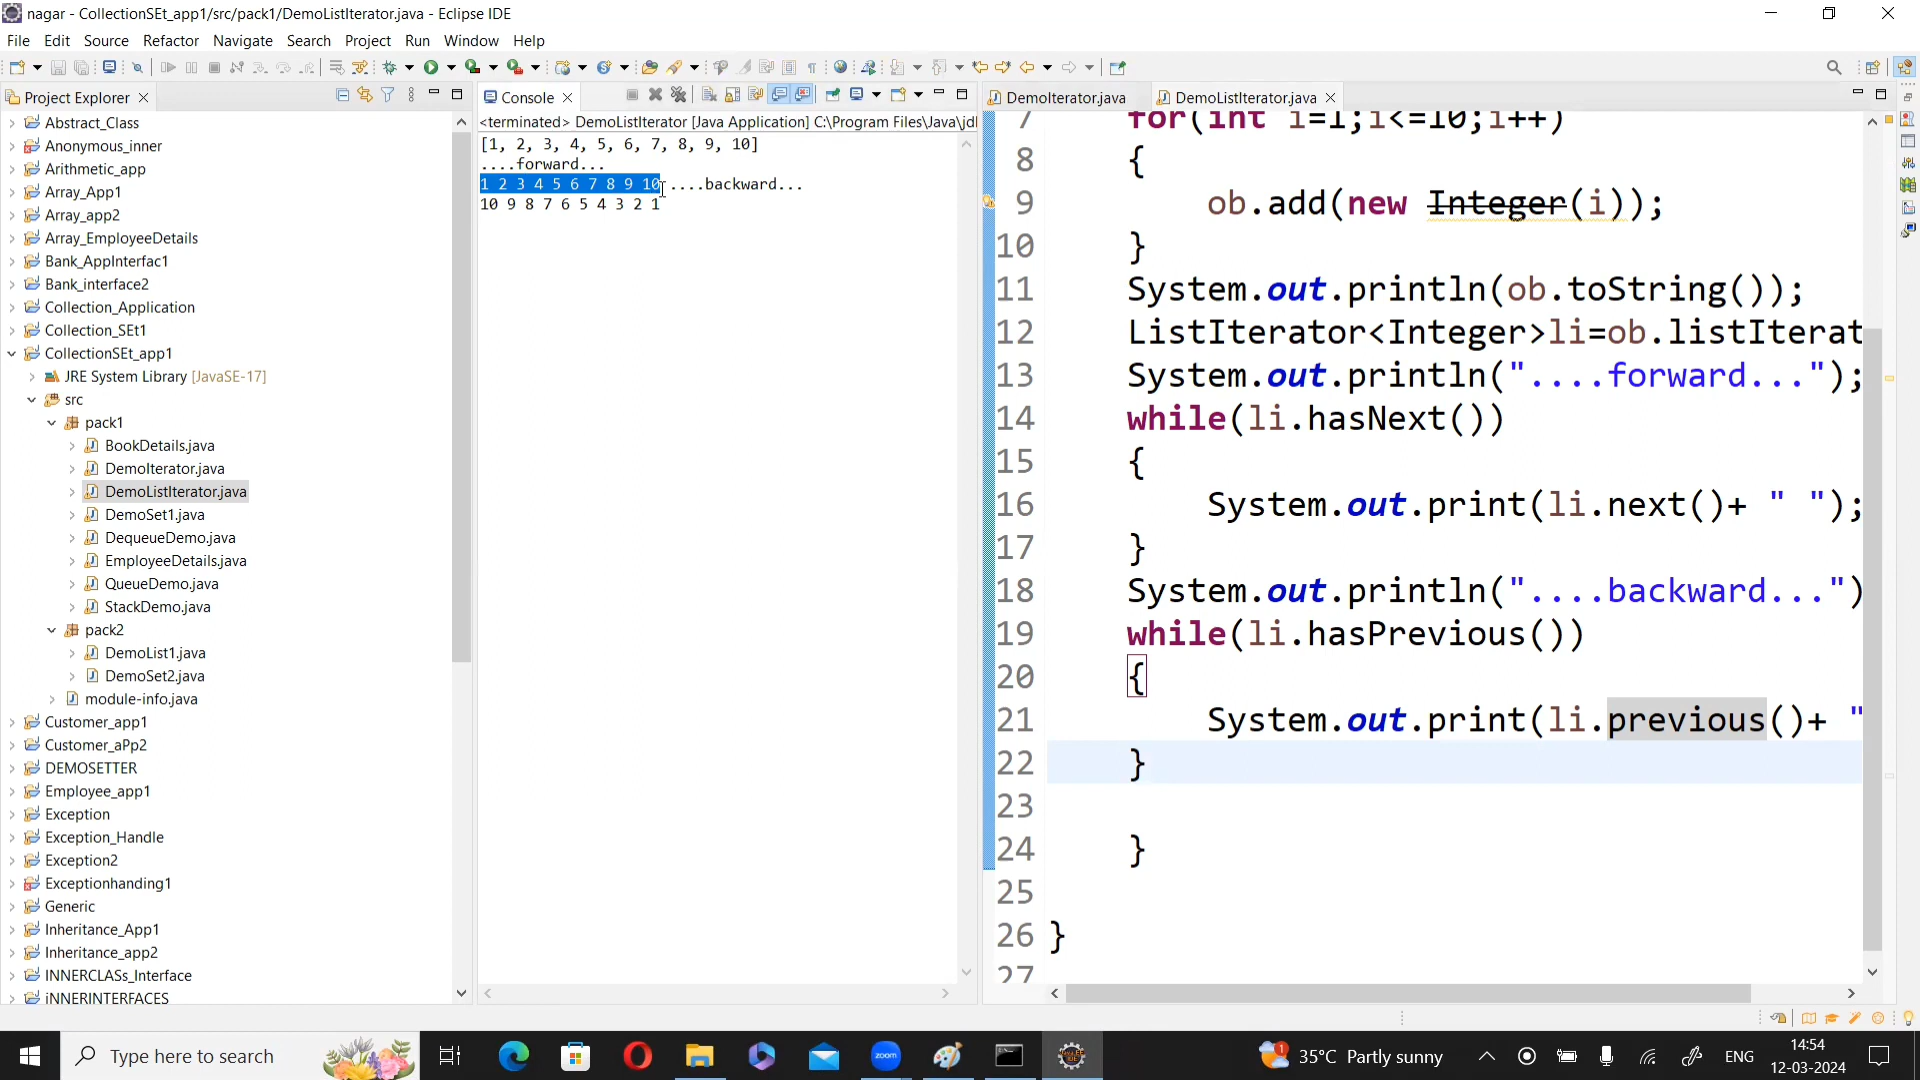 nagar - CollectionSEt_app1/src/pack1/DemoListIterator.java - Eclipse IDE
File Edit Source Refactor Navigate Search Project Run Window Help
Project Explorer
Abstract_Class
Anonymous_inner
Arithmetic_app
Array_App1
Array_app2
Array_EmployeeDetails
Bank_AppInterfac1
Bank_interface2
Collection_Application
Collection_SEt1
CollectionSEt_app1
JRE System Library [JavaSE-17]
src
pack1
BookDetails.java
DemoIterator.java
DemoListIterator.java
DemoSet1.java
DequeueDemo.java
EmployeeDetails.java
QueueDemo.java
StackDemo.java
pack2
DemoList1.java
DemoSet2.java
module-info.java
Customer_app1
Customer_aPp2
DEMOSETTER
Employee_app1
Exception
Exception_Handle
Exception2
Exceptionhanding1
Generic
Inheritance_App1
Inheritance_app2
INNERCLASs_Interface
iNNERINTERFACES
Console
<terminated> DemoListIterator [Java Application] C:\Program Files\Java\jd
[1, 2, 3, 4, 5, 6, 7, 8, 9, 10]
....forward...
1 2 3 4 5 6 7 8 9 10 ....backward...
10 9 8 7 6 5 4 3 2 1
DemoIterator.java DemoListIterator.java
7 for(int i=1;i<=10;i++)
8 {
9 ob.add(new Integer(i));
10 }
11 System.out.println(ob.toString());
12 ListIterator<Integer>li=ob.listIterat
13 System.out.println("....forward...");
14 while(li.hasNext())
15 {
16 System.out.print(li.next()+ " ");
17 }
18 System.out.println("....backward...")
19 while(li.hasPrevious())
20 {
21 System.out.print(li.previous()+ "
22 }
23
24 }
25
26 }
27
Type here to search
zoom
1
35°C Partly sunny
ENG
14:54
12-03-2024